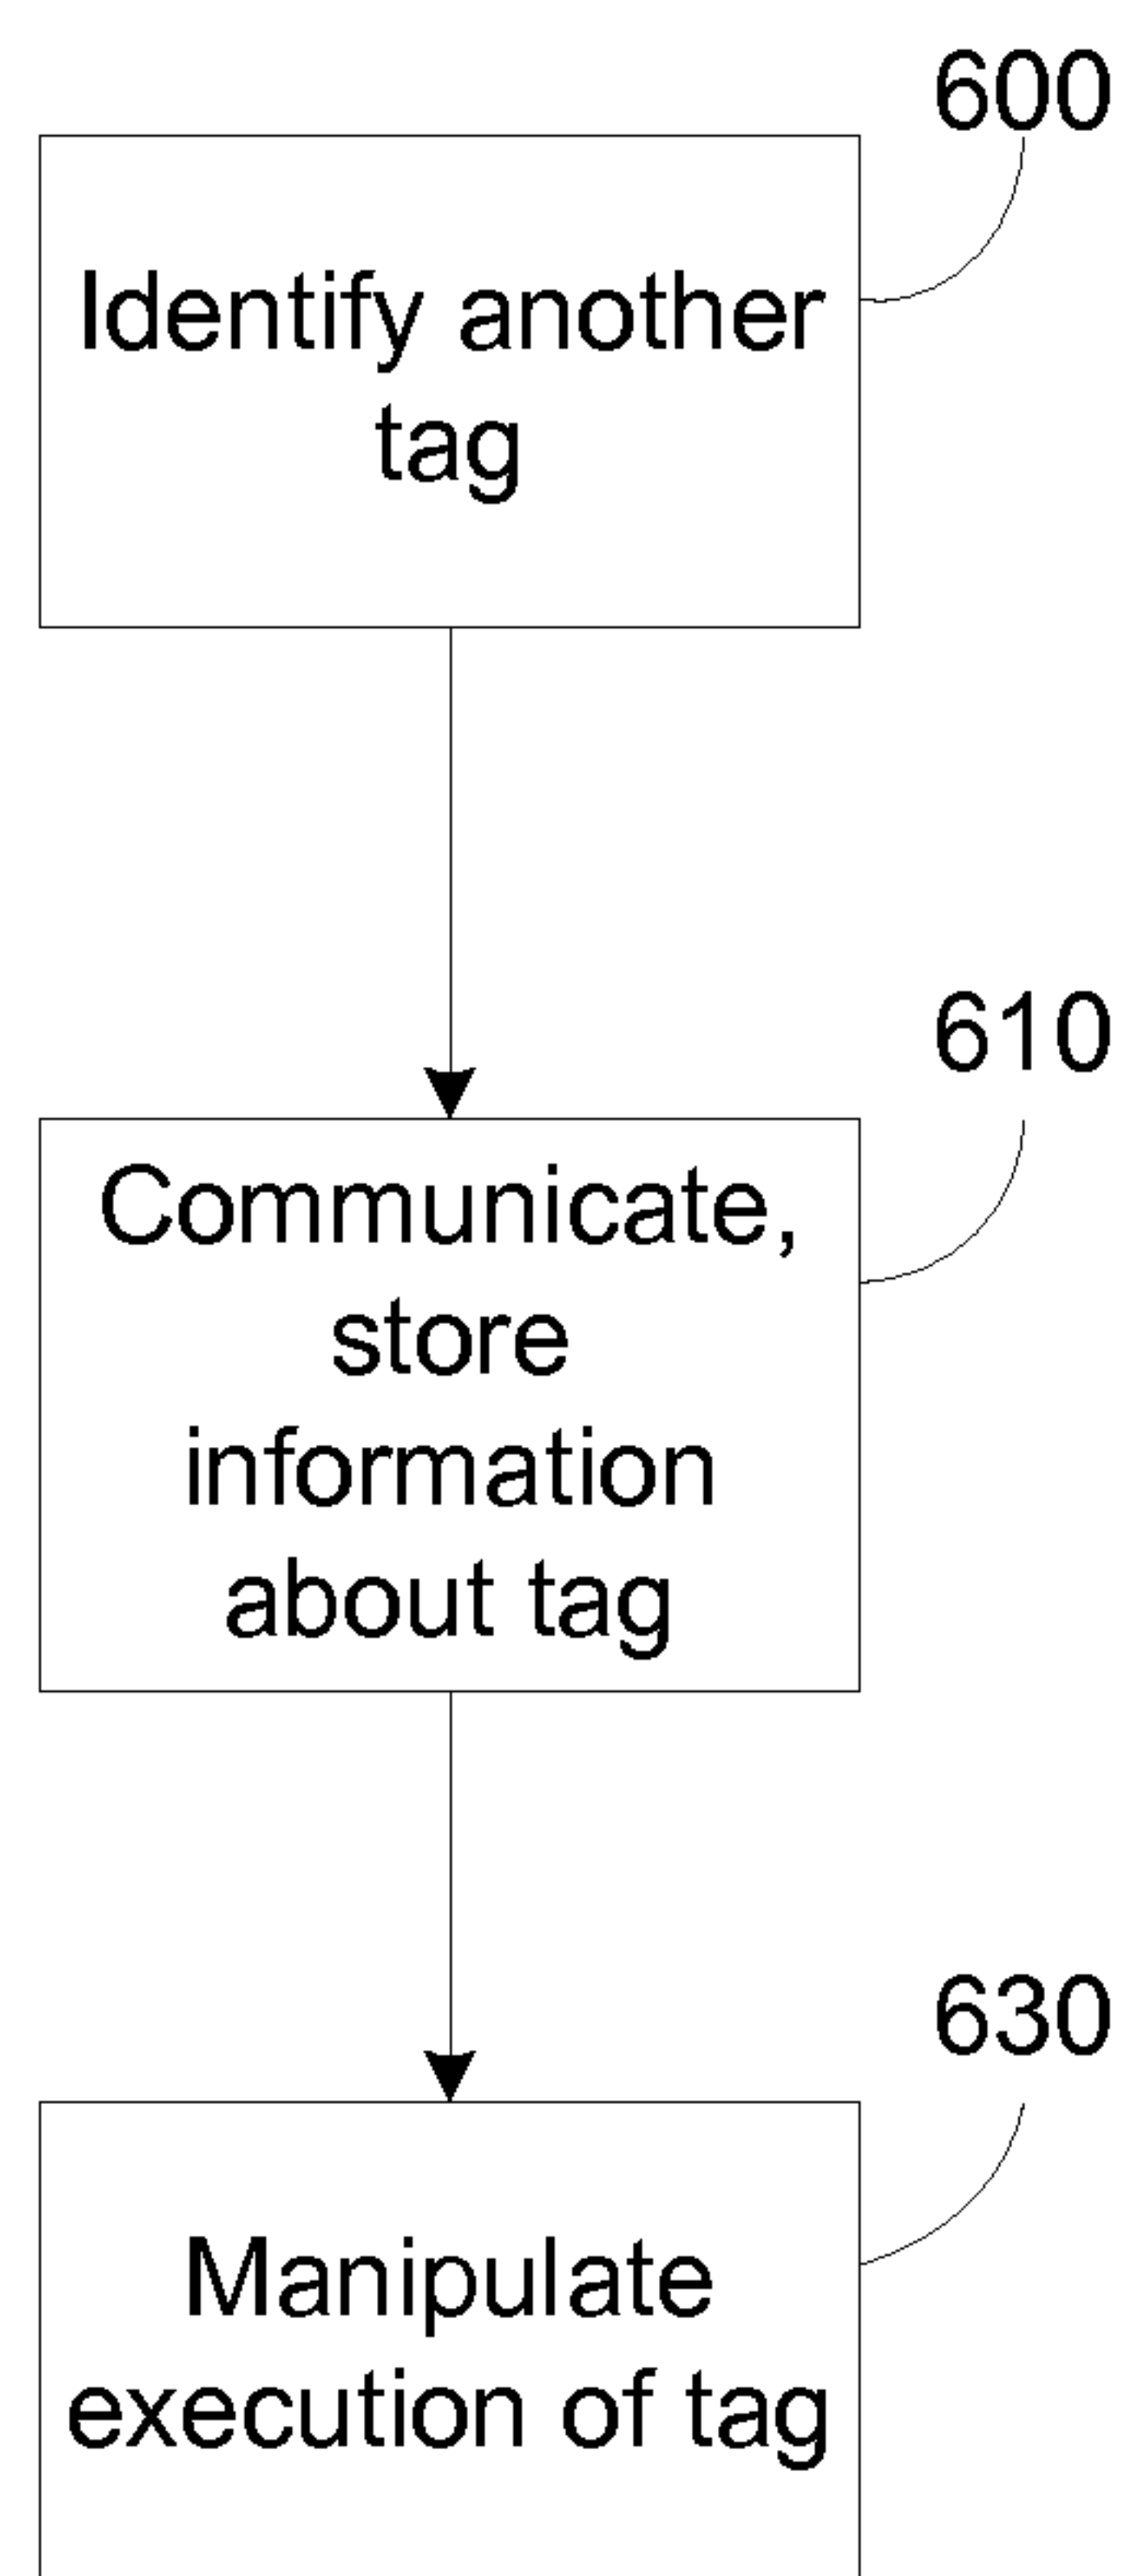 600
Identify another
tag
610
Communicate,
store
information
about tag
630
Manipulate
execution of tag